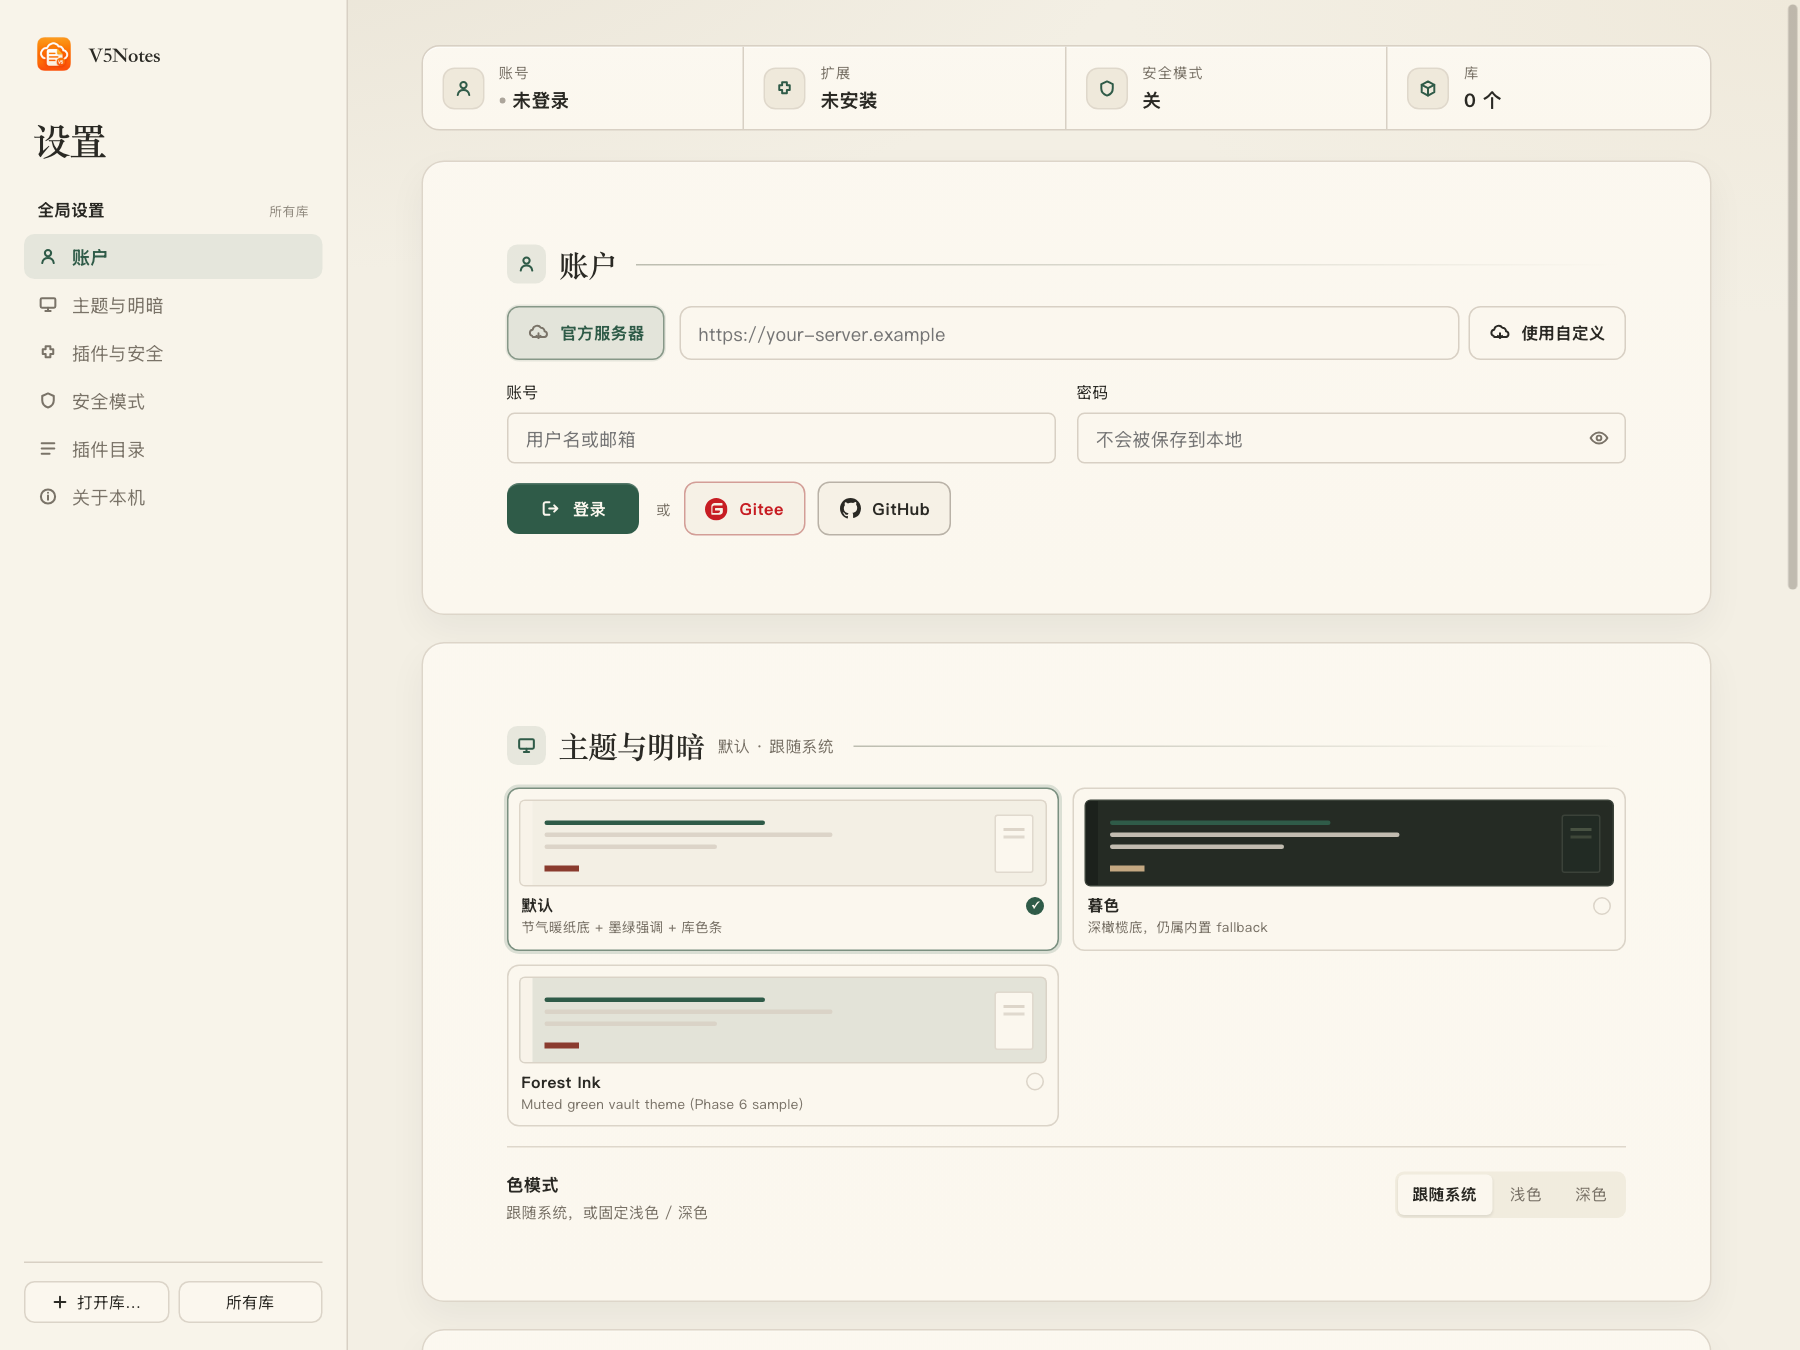 V5Notes
设置
全局设置 所有库
账户
主题与明暗
插件与安全
安全模式
插件目录
关于本机
打开库...
所有库
账号
未登录
扩展
未安装
安全模式
关
库
0 个
账户
官方服务器
https://your-server.example
使用自定义
账号
用户名或邮箱
密码
不会被保存到本地
登录 或 Gitee GitHub
主题与明暗 默认 · 跟随系统
默认
节气暖纸底 + 墨绿强调 + 库色条
暮色
深橄榄底，仍属内置 fallback
Forest Ink
Muted green vault theme (Phase 6 sample)
色模式
跟随系统，或固定浅色 / 深色
跟随系统 浅色 深色